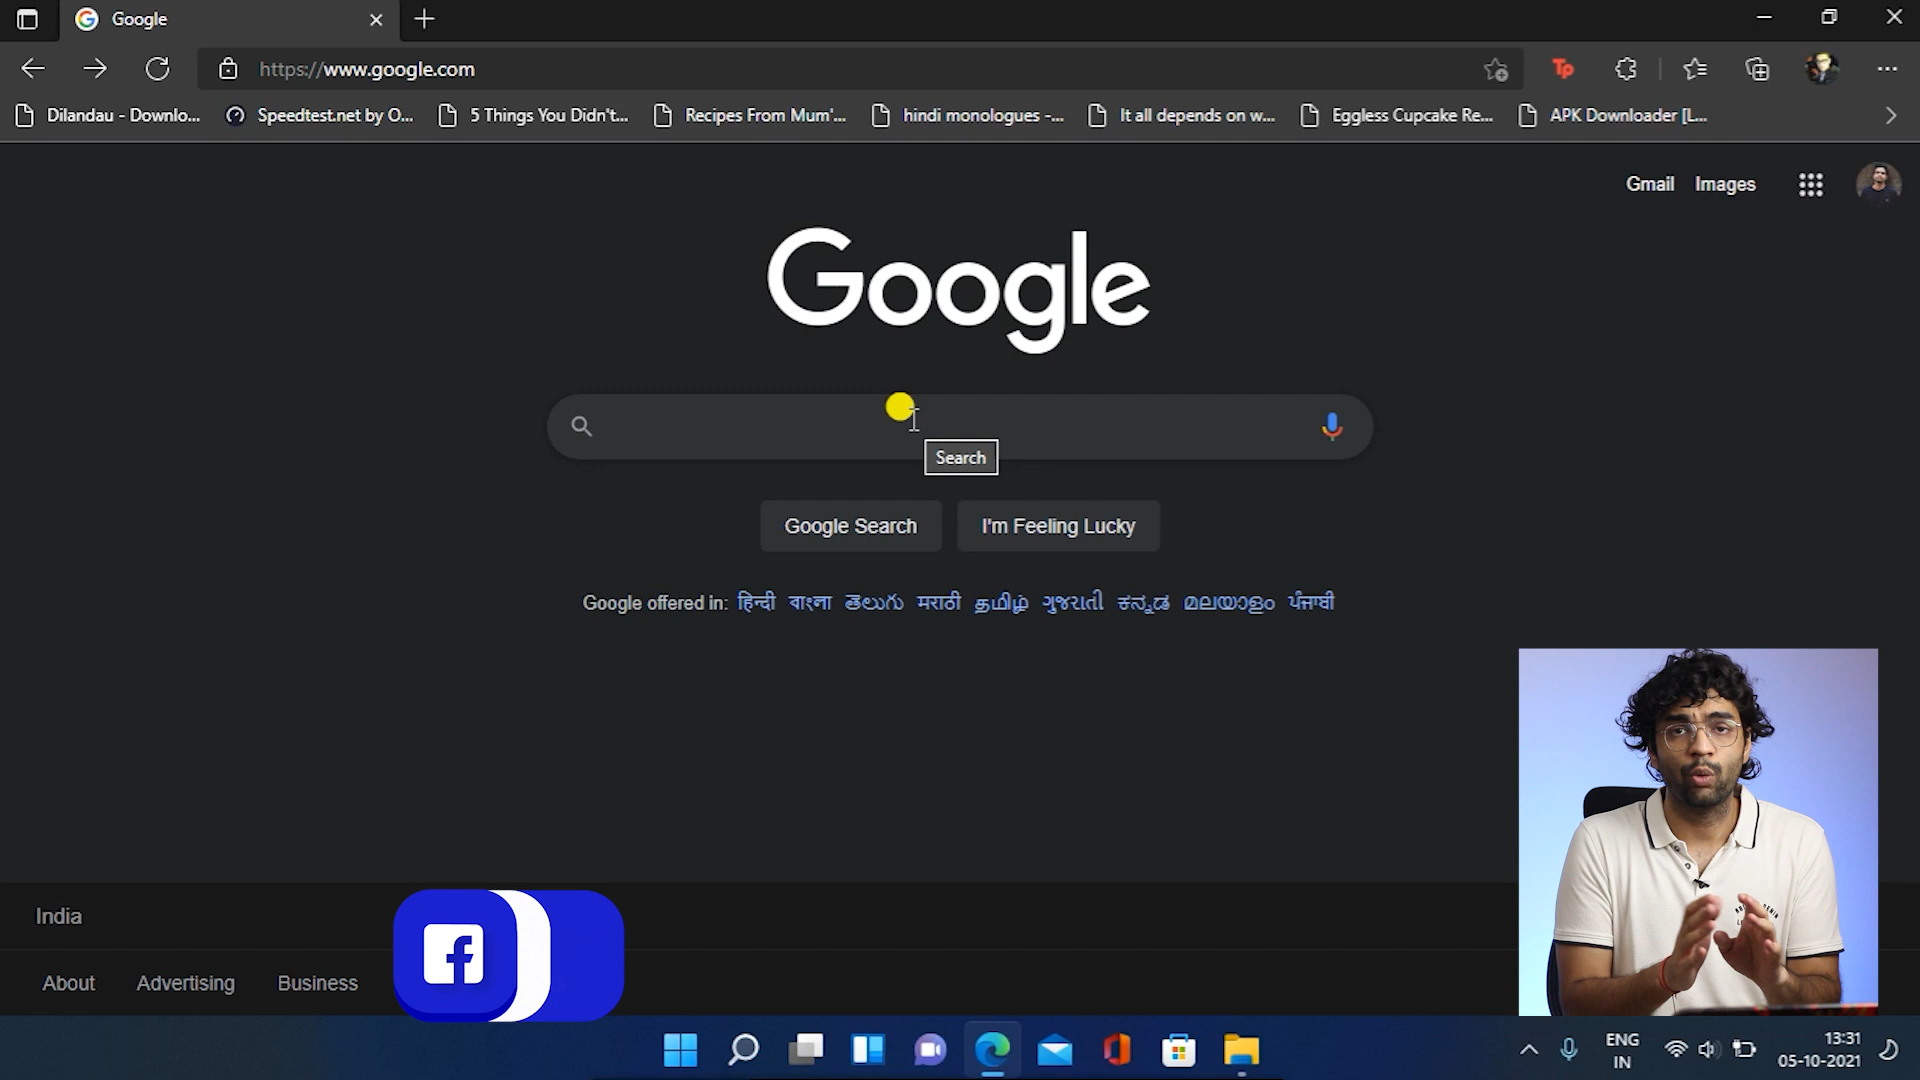 Google
https://www.google.com
Tp
Dilandau - Downlo...
Speedtest.net by O...
5 Things You Didn't...
Recipes From Mum'...
hindi monologues -...
It all depends on w...
Eggless Cupcake Re...
APK Downloader [L...
Gmail Images
Google
Search
Google Search
I'm Feeling Lucky
Google offered in: हिन्दी বাংলা తెలుగు मराठी தமிழ் ગુજરાતી ಕನ್ನಡ മലയാളം ਪੰਜਾਬੀ
India
About Advertising Business
ENG
IN
13:31
05-10-2021